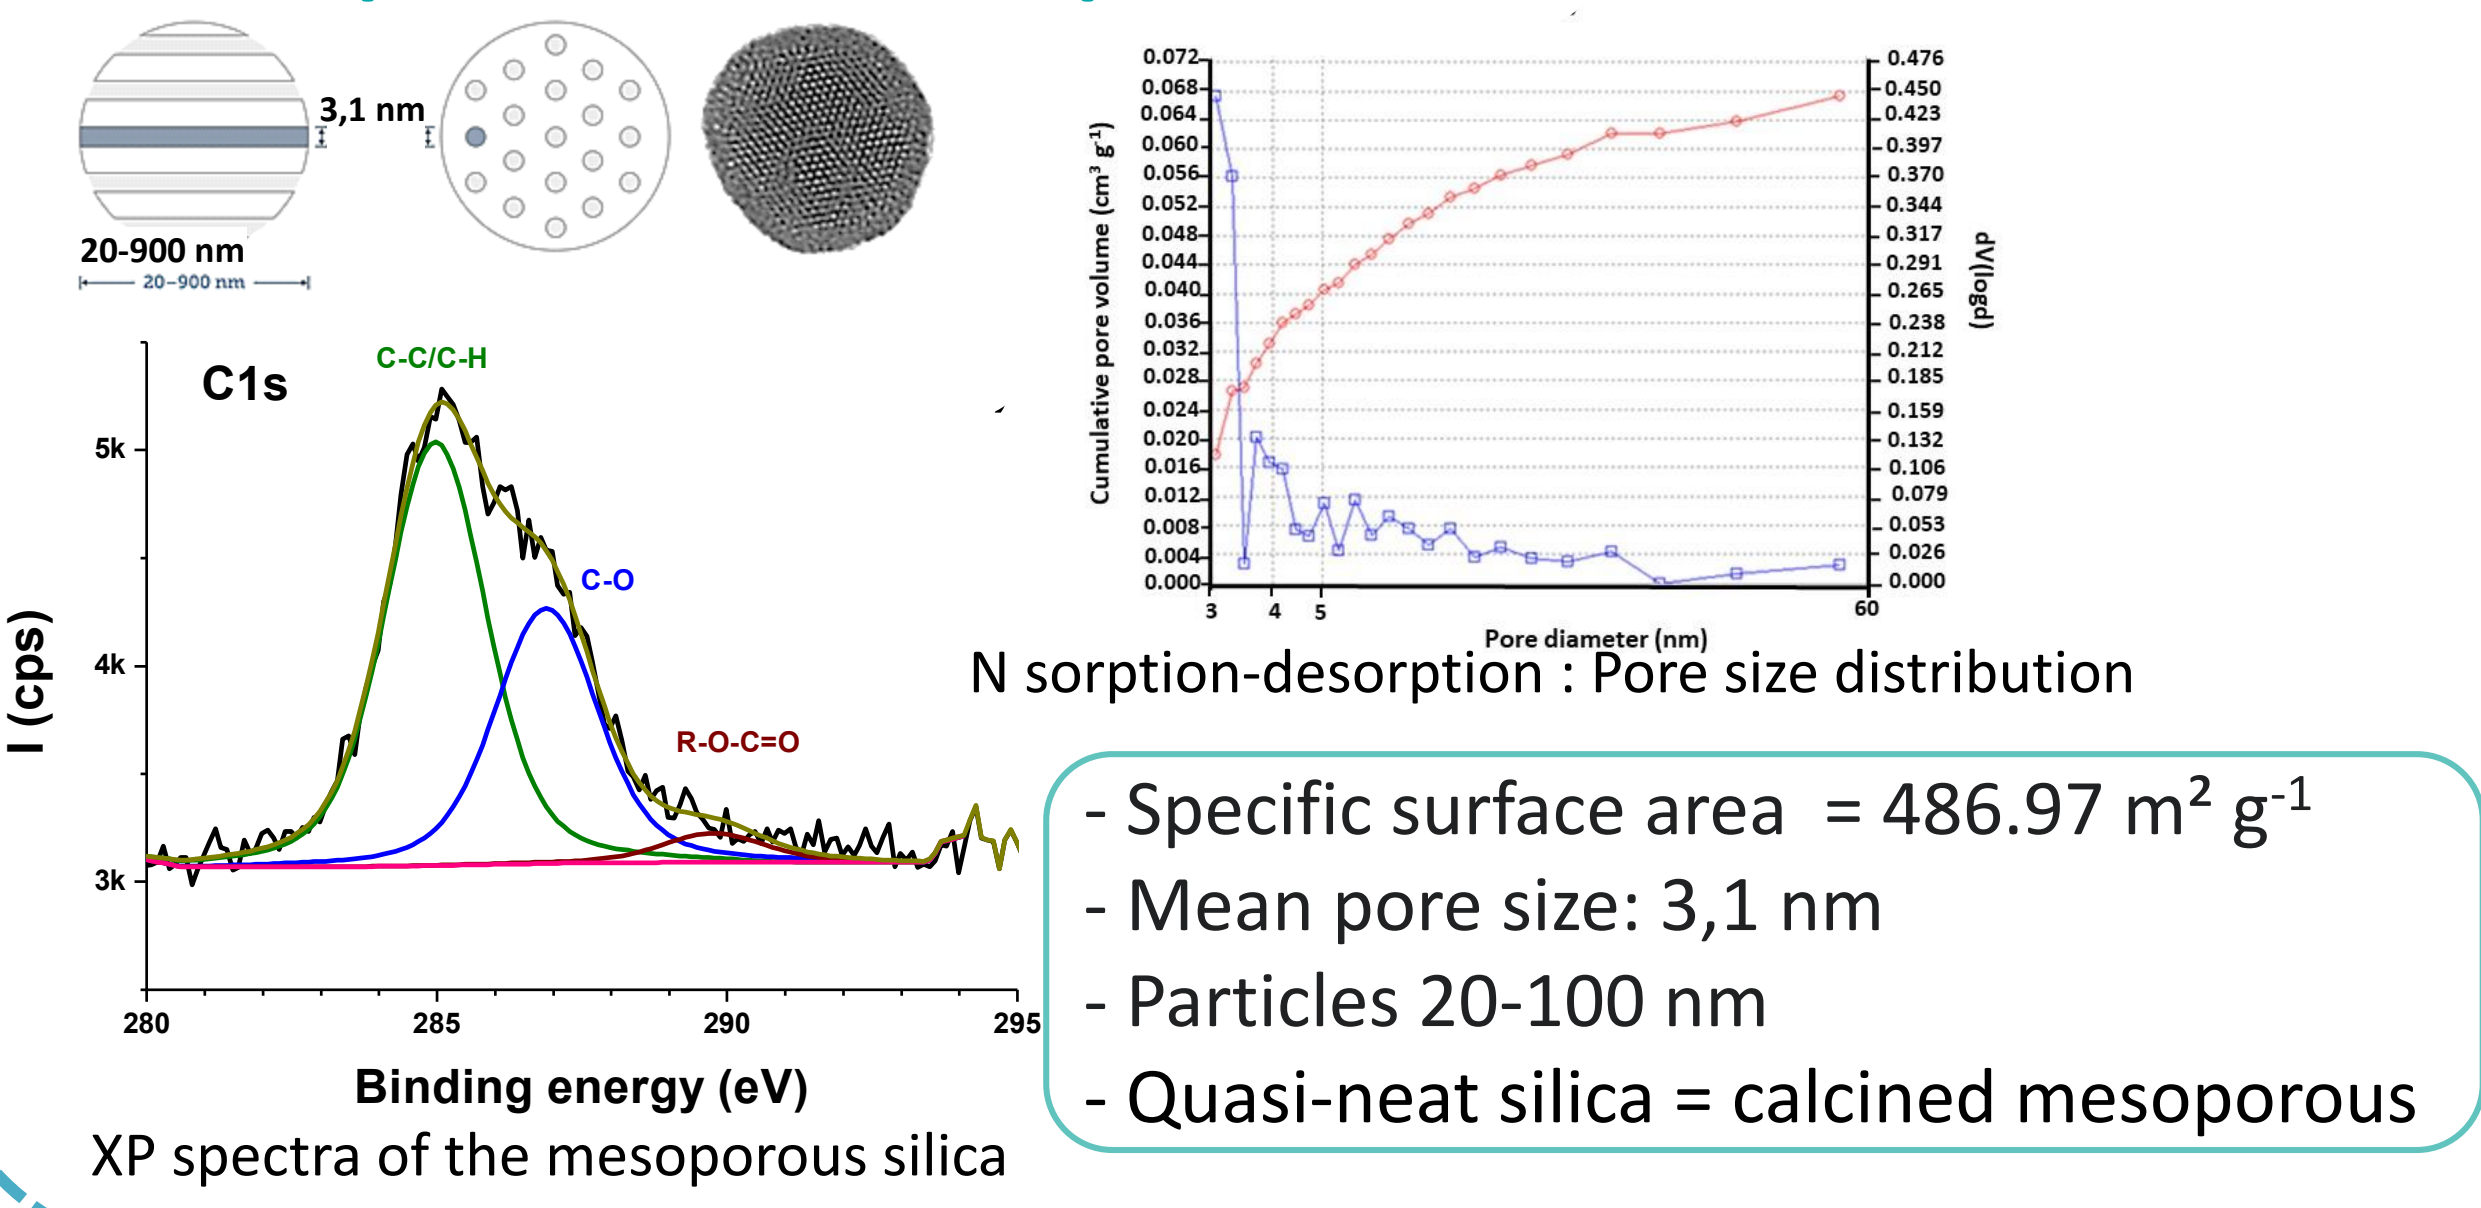 3,1 nm
20-900 nm
20-900 nm
C1s
C-C/C-H
C-O
R-O-C=O
5k
4k
3k
I (cps)
280 285 290 295
Binding energy (eV)
XP spectra of the mesoporous silica
Cumulative pore volume (cm³ g⁻¹)
0.072
0.068
0.064
0.060
0.056
0.052
0.048
0.044
0.040
0.036
0.032
0.028
0.024
0.020
0.016
0.012
0.008
0.004
0.000
0.476
0.450
0.423
0.397
0.370
0.344
0.317
0.291
0.265
0.238
0.212
0.185
0.159
0.132
0.106
0.079
0.053
0.026
0.000
dV(logd)
3 4 5 60
Pore diameter (nm)
N sorption-desorption : Pore size distribution
- Specific surface area = 486.97 m² g⁻¹
- Mean pore size: 3,1 nm
- Particles 20-100 nm
- Quasi-neat silica = calcined mesoporous